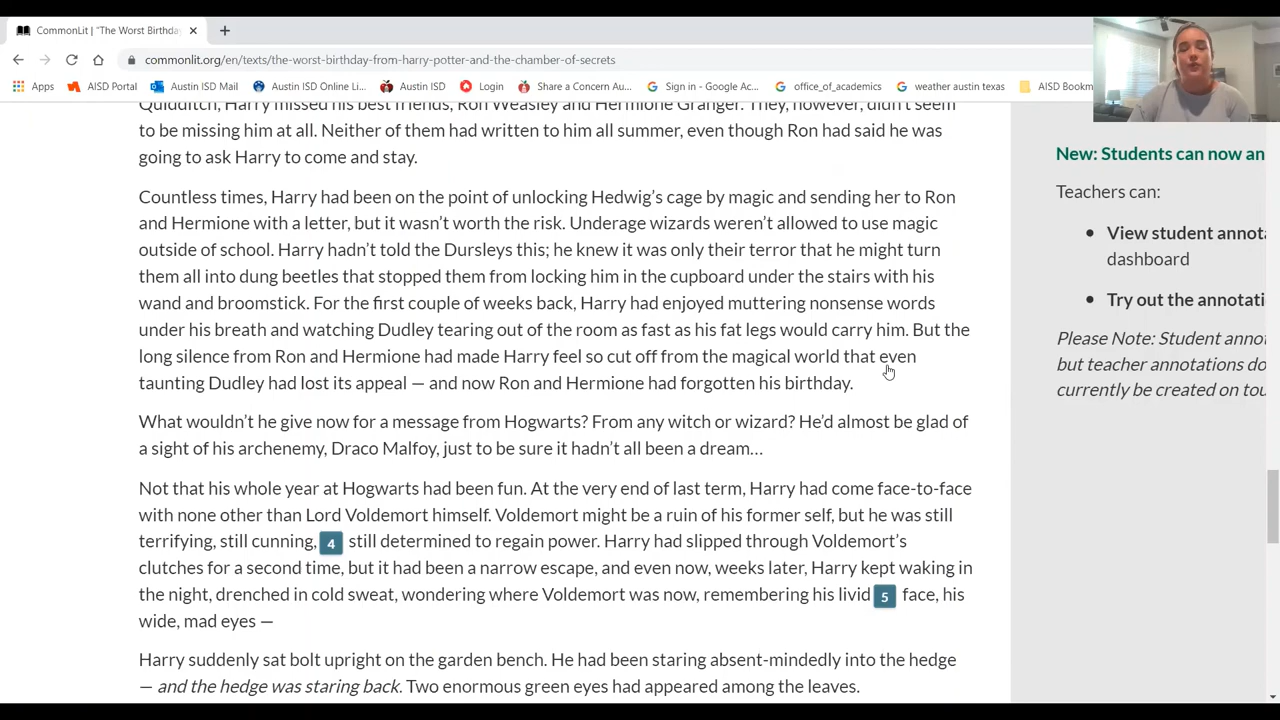 CommonLit | "The Worst Birthda
commonlit.org/en/texts/the-worst-birthday-from-harry-potter-and-the-chamber-of-secrets
Apps AISD Portal Austin ISD Mail Austin ISD Online Li... Austin ISD Login Share a Concern Au... Sign in - Google Ac... office_of_academics weather austin texas AISD Bookm
Quidditch, Harry missed his best friends, Ron Weasley and Hermione Granger. They, however, didn't seem
to be missing him at all. Neither of them had written to him all summer, even though Ron had said he was
going to ask Harry to come and stay.
Countless times, Harry had been on the point of unlocking Hedwig's cage by magic and sending her to Ron
and Hermione with a letter, but it wasn't worth the risk. Underage wizards weren't allowed to use magic
outside of school. Harry hadn't told the Dursleys this; he knew it was only their terror that he might turn
them all into dung beetles that stopped them from locking him in the cupboard under the stairs with his
wand and broomstick. For the first couple of weeks back, Harry had enjoyed muttering nonsense words
under his breath and watching Dudley tearing out of the room as fast as his fat legs would carry him. But the
long silence from Ron and Hermione had made Harry feel so cut off from the magical world that even
taunting Dudley had lost its appeal — and now Ron and Hermione had forgotten his birthday.
What wouldn't he give now for a message from Hogwarts? From any witch or wizard? He'd almost be glad of
a sight of his archenemy, Draco Malfoy, just to be sure it hadn't all been a dream...
Not that his whole year at Hogwarts had been fun. At the very end of last term, Harry had come face-to-face
with none other than Lord Voldemort himself. Voldemort might be a ruin of his former self, but he was still
terrifying, still cunning, 4 still determined to regain power. Harry had slipped through Voldemort's
clutches for a second time, but it had been a narrow escape, and even now, weeks later, Harry kept waking in
the night, drenched in cold sweat, wondering where Voldemort was now, remembering his livid 5 face, his
wide, mad eyes —
Harry suddenly sat bolt upright on the garden bench. He had been staring absent-mindedly into the hedge
— and the hedge was staring back. Two enormous green eyes had appeared among the leaves.
New: Students can now an
Teachers can:
• View student annota
dashboard
• Try out the annotati
Please Note: Student annot
but teacher annotations do
currently be created on tou